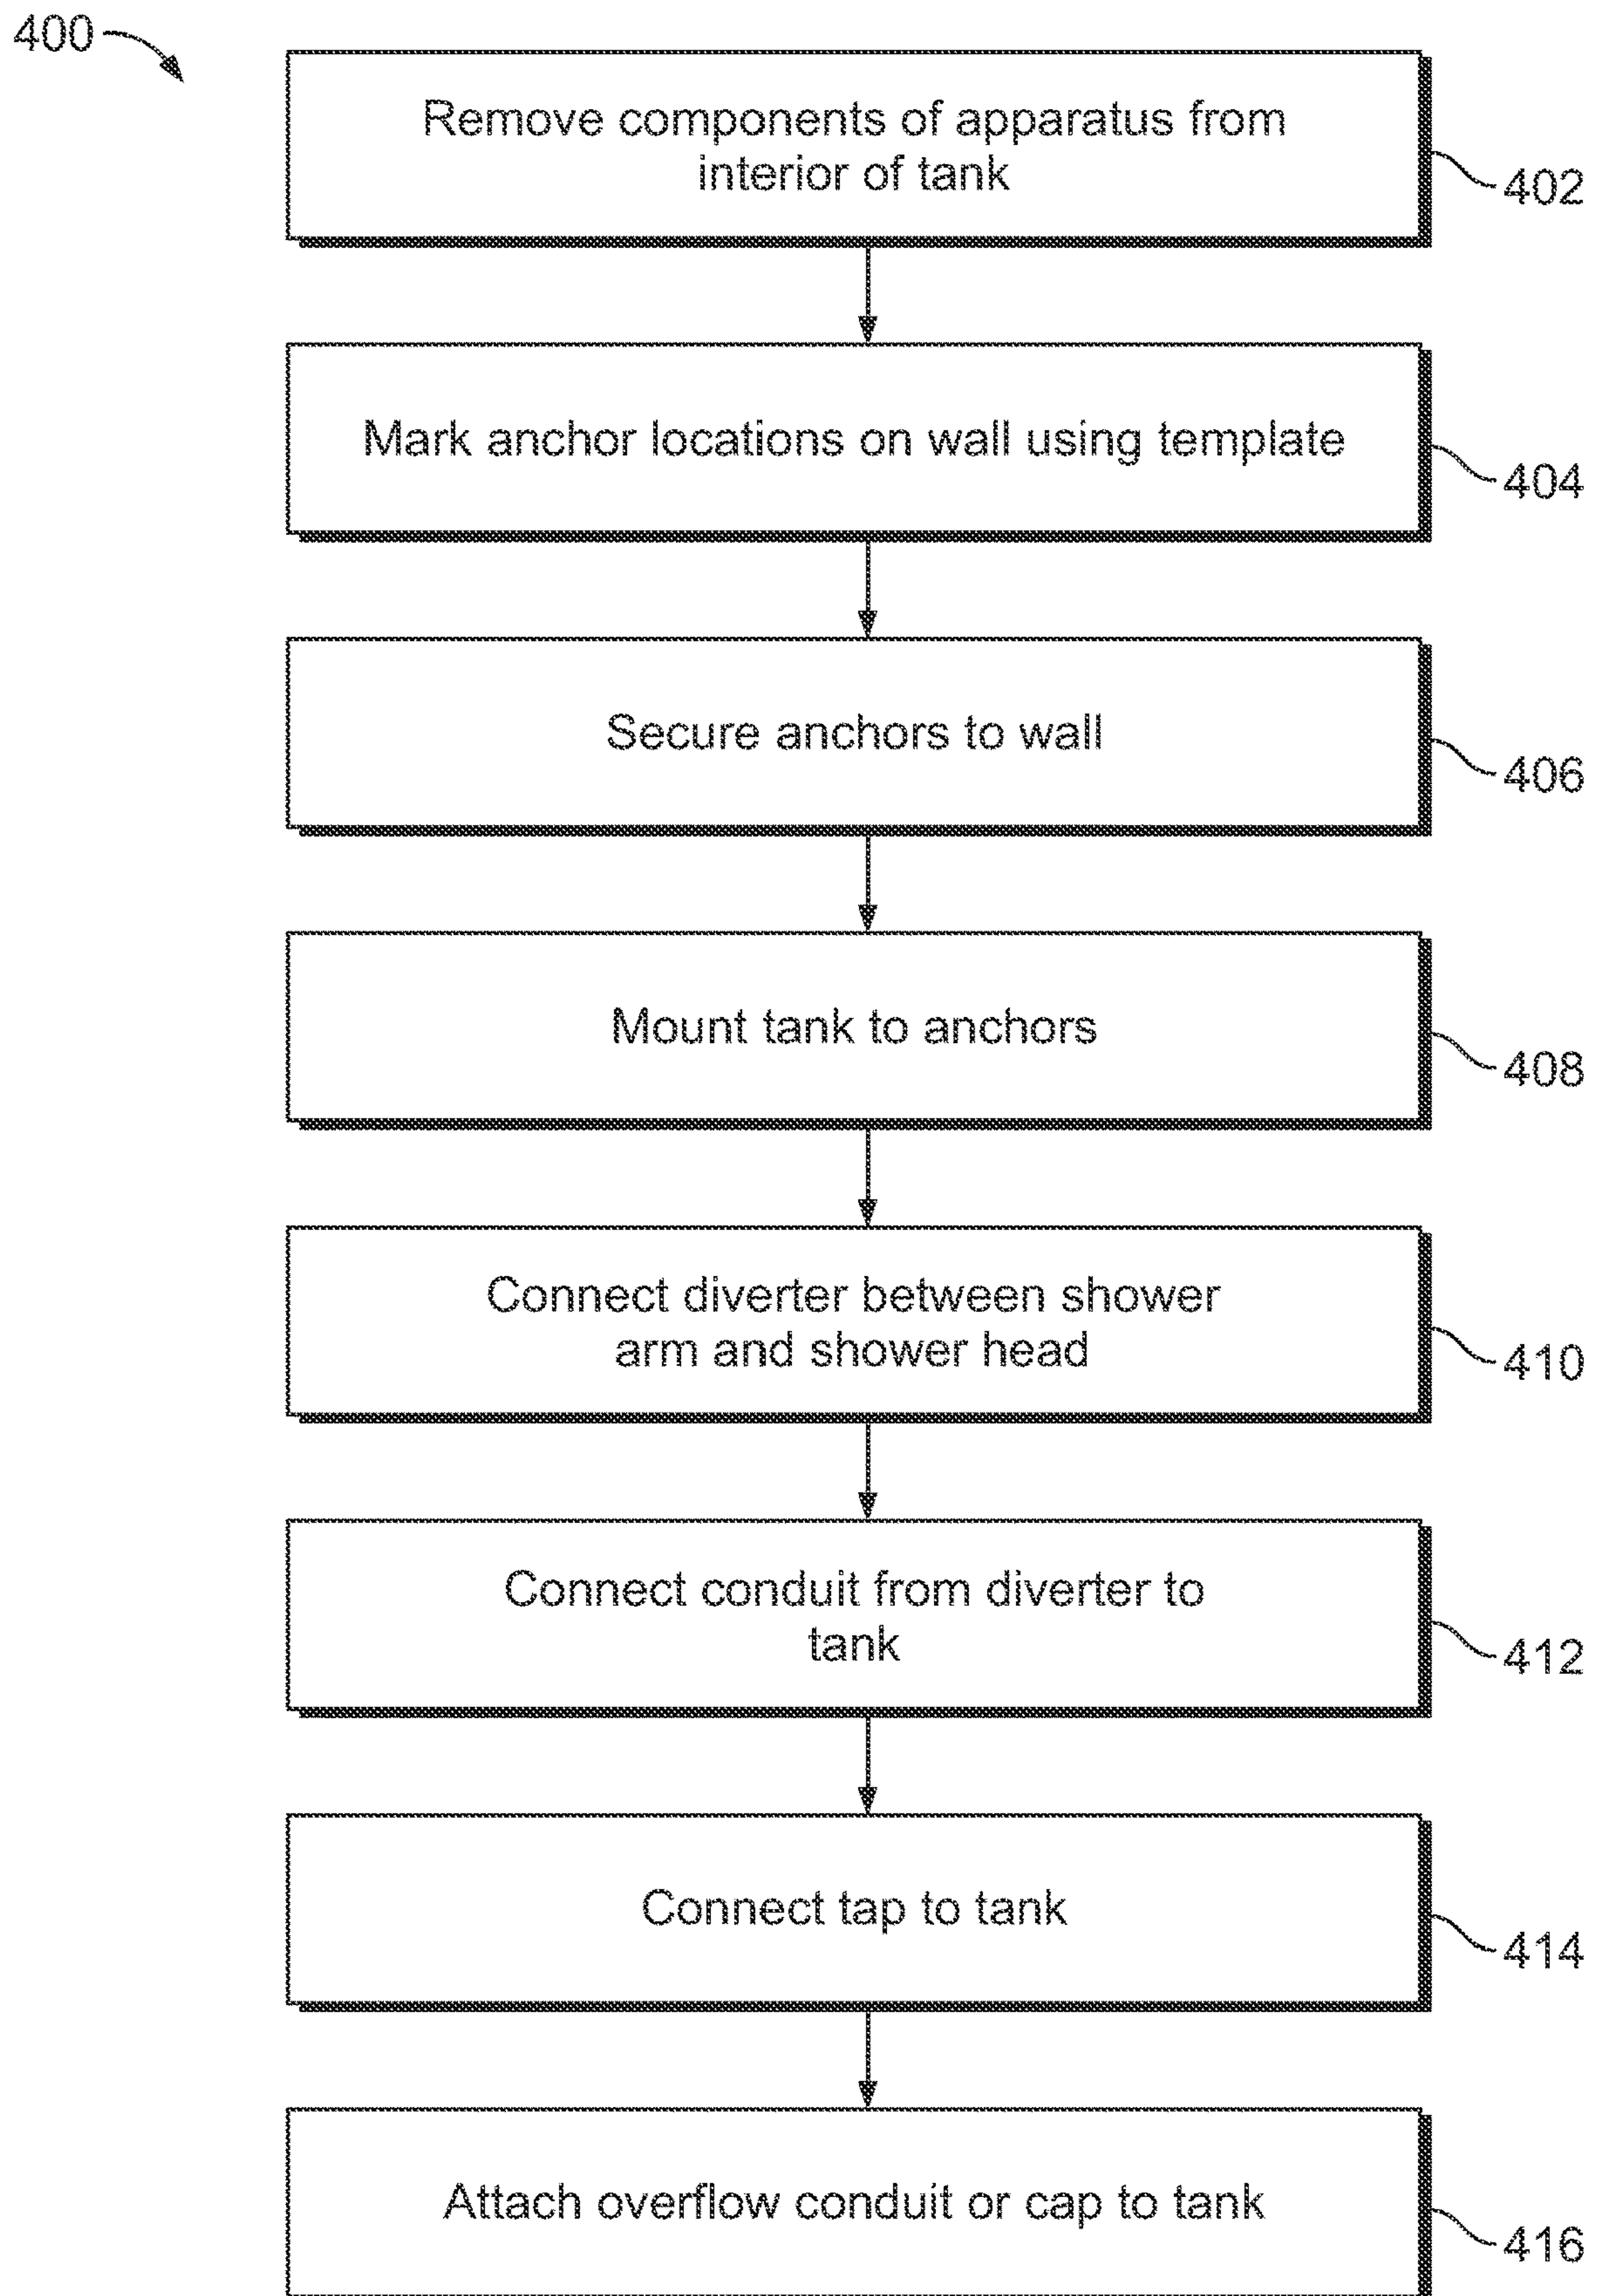 400
Remove components of apparatus from
interior of tank
402
Mark anchor locations on wall using template
404
Secure anchors to wall
406
Mount tank to anchors
408
Connect diverter between shower
arm and shower head
410
Connect conduit from diverter to
tank
412
Connect tap to tank
414
Attach overflow conduit or cap to tank
416